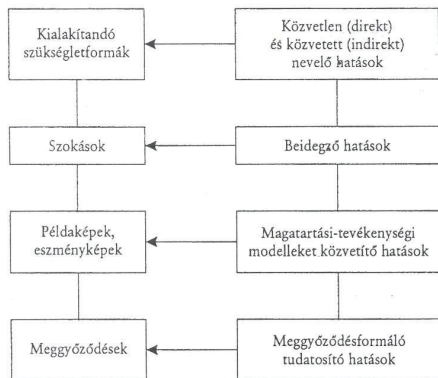 Kialakítandó
szükségletformák
Közvetlen (direkt)
és közvetett (indirekt)
nevelő hatások
Szokások
Beidegző hatások
Példaképek,
eszményképek
Magatartási-tevékenységi
modelleket közvetítő hatások
Meggyőződések
Meggyőződésformáló
tudatosító hatások